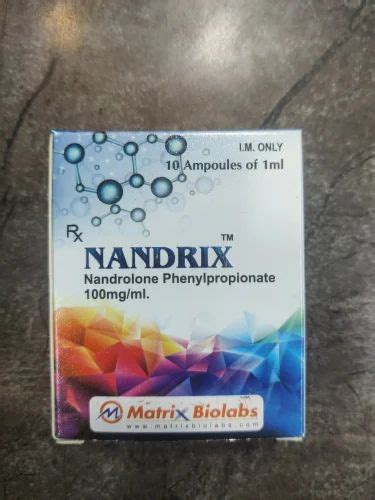 I.M. ONLY
10 Ampoules of 1ml
Rx
NANDRIX™
Nandrolone Phenylpropionate
100mg/ml.
M Matrix Biolabs
www.matrixbiolabs.com